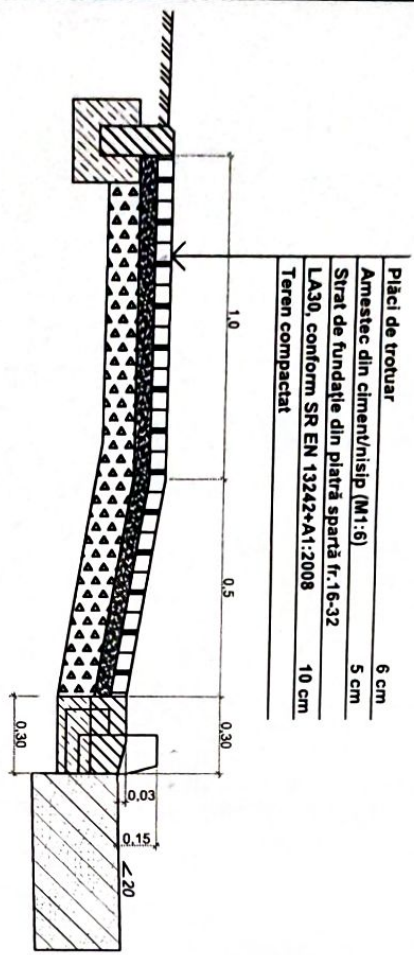 Plăci de trotuar 6 cm
Amestec din ciment/nisip (M1:6) 5 cm
Strat de fundație din piatră spartă fr.16-32
LA30, conform SR EN 13242+A1:2008 10 cm
Teren compactat
1,0
0,5
0,30
0,30
0,03
0,15
20